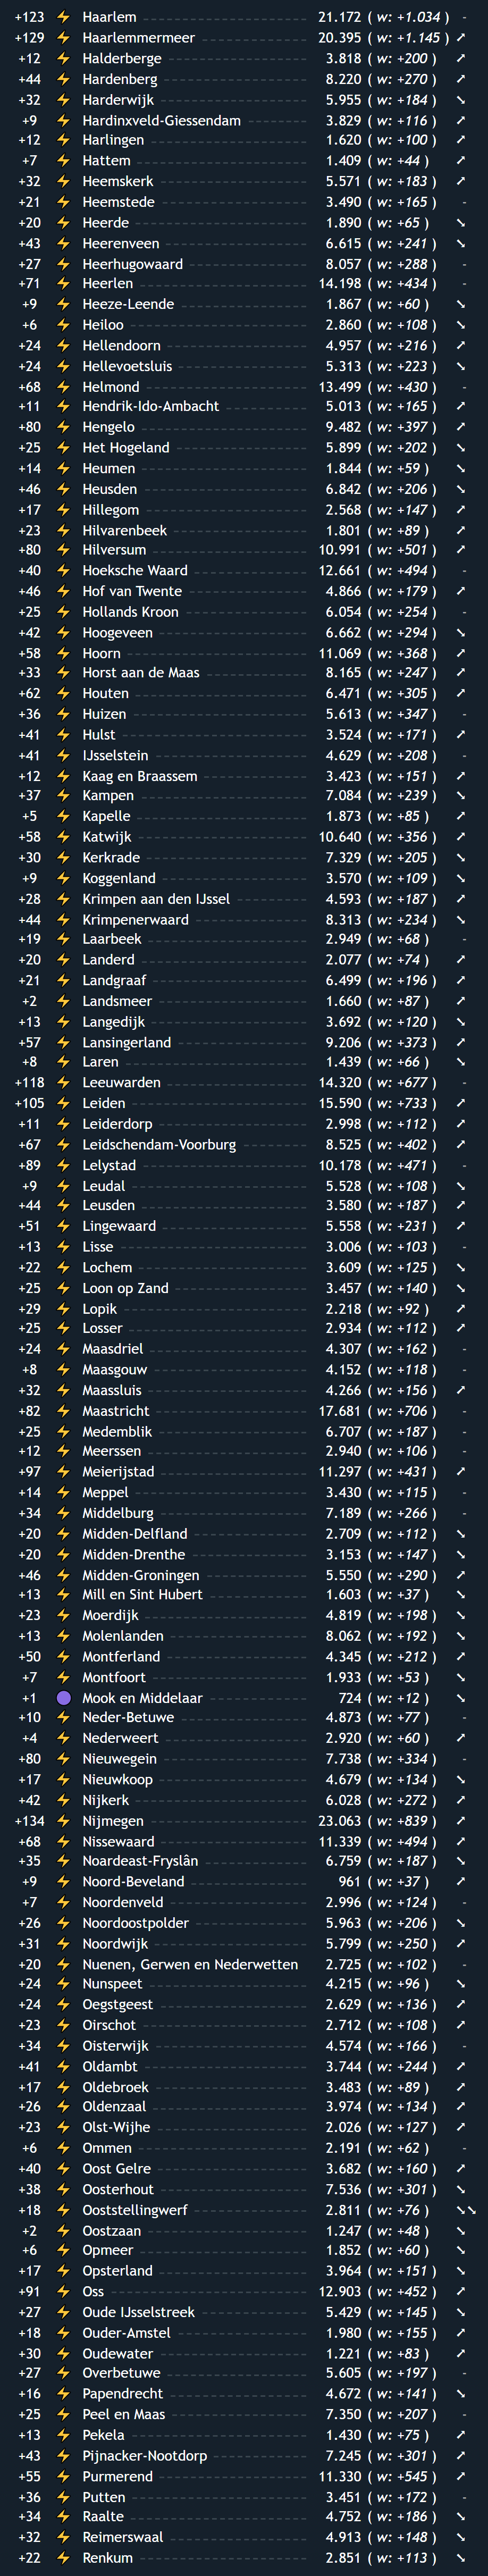 +123 ⚡ Haarlem 21.172 ( w: +1.034 ) -
+129 ⚡ Haarlemmermeer 20.395 ( w: +1.145 ) ➚
+12 ⚡ Halderberge 3.818 ( w: +200 ) ➚
+44 ⚡ Hardenberg 8.220 ( w: +270 ) ➚
+32 ⚡ Harderwijk 5.955 ( w: +184 ) ➘
+9 ⚡ Hardinxveld-Giessendam 3.829 ( w: +116 ) ➚
+12 ⚡ Harlingen 1.620 ( w: +100 ) ➚
+7 ⚡ Hattem 1.409 ( w: +44 ) ➚
+32 ⚡ Heemskerk 5.571 ( w: +183 ) ➚
+21 ⚡ Heemstede 3.490 ( w: +165 ) -
+20 ⚡ Heerde 1.890 ( w: +65 ) ➘
+43 ⚡ Heerenveen 6.615 ( w: +241 ) ➘
+27 ⚡ Heerhugowaard 8.057 ( w: +288 ) -
+71 ⚡ Heerlen 14.198 ( w: +434 ) -
+9 ⚡ Heeze-Leende 1.867 ( w: +60 ) ➘
+6 ⚡ Heiloo 2.860 ( w: +108 ) ➘
+24 ⚡ Hellendoorn 4.957 ( w: +216 ) ➚
+24 ⚡ Hellevoetsluis 5.313 ( w: +223 ) ➘
+68 ⚡ Helmond 13.499 ( w: +430 ) -
+11 ⚡ Hendrik-Ido-Ambacht 5.013 ( w: +165 ) ➚
+80 ⚡ Hengelo 9.482 ( w: +397 ) ➚
+25 ⚡ Het Hogeland 5.899 ( w: +202 ) ➘
+14 ⚡ Heumen 1.844 ( w: +59 ) ➘
+46 ⚡ Heusden 6.842 ( w: +206 ) ➘
+17 ⚡ Hillegom 2.568 ( w: +147 ) ➚
+23 ⚡ Hilvarenbeek 1.801 ( w: +89 ) ➚
+80 ⚡ Hilversum 10.991 ( w: +501 ) ➚
+40 ⚡ Hoeksche Waard 12.661 ( w: +494 ) -
+46 ⚡ Hof van Twente 4.866 ( w: +179 ) ➚
+25 ⚡ Hollands Kroon 6.054 ( w: +254 ) -
+42 ⚡ Hoogeveen 6.662 ( w: +294 ) ➘
+58 ⚡ Hoorn 11.069 ( w: +368 ) ➚
+33 ⚡ Horst aan de Maas 8.165 ( w: +247 ) ➚
+62 ⚡ Houten 6.471 ( w: +305 ) ➚
+36 ⚡ Huizen 5.613 ( w: +347 ) -
+41 ⚡ Hulst 3.524 ( w: +171 ) ➚
+41 ⚡ IJsselstein 4.629 ( w: +208 ) -
+12 ⚡ Kaag en Braassem 3.423 ( w: +151 ) ➚
+37 ⚡ Kampen 7.084 ( w: +239 ) ➘
+5 ⚡ Kapelle 1.873 ( w: +85 ) ➚
+58 ⚡ Katwijk 10.640 ( w: +356 ) ➚
+30 ⚡ Kerkrade 7.329 ( w: +205 ) ➘
+9 ⚡ Koggenland 3.570 ( w: +109 ) ➘
+28 ⚡ Krimpen aan den IJssel 4.593 ( w: +187 ) ➚
+44 ⚡ Krimpenerwaard 8.313 ( w: +234 ) ➘
+19 ⚡ Laarbeek 2.949 ( w: +68 ) -
+20 ⚡ Landerd 2.077 ( w: +74 ) ➚
+21 ⚡ Landgraaf 6.499 ( w: +196 ) ➚
+2 ⚡ Landsmeer 1.660 ( w: +87 ) ➚
+13 ⚡ Langedijk 3.692 ( w: +120 ) ➘
+57 ⚡ Lansingerland 9.206 ( w: +373 ) ➚
+8 ⚡ Laren 1.439 ( w: +66 ) ➘
+118 ⚡ Leeuwarden 14.320 ( w: +677 ) -
+105 ⚡ Leiden 15.590 ( w: +733 ) ➚
+11 ⚡ Leiderdorp 2.998 ( w: +112 ) ➚
+67 ⚡ Leidschendam-Voorburg 8.525 ( w: +402 ) ➚
+89 ⚡ Lelystad 10.178 ( w: +471 ) -
+9 ⚡ Leudal 5.528 ( w: +108 ) ➘
+44 ⚡ Leusden 3.580 ( w: +187 ) ➚
+51 ⚡ Lingewaard 5.558 ( w: +231 ) ➚
+13 ⚡ Lisse 3.006 ( w: +103 ) -
+22 ⚡ Lochem 3.609 ( w: +125 ) ➘
+25 ⚡ Loon op Zand 3.457 ( w: +140 ) ➘
+29 ⚡ Lopik 2.218 ( w: +92 ) ➚
+25 ⚡ Losser 2.934 ( w: +112 ) ➚
+24 ⚡ Maasdriel 4.307 ( w: +162 ) -
+8 ⚡ Maasgouw 4.152 ( w: +118 ) -
+32 ⚡ Maassluis 4.266 ( w: +156 ) ➚
+82 ⚡ Maastricht 17.681 ( w: +706 ) -
+25 ⚡ Medemblik 6.707 ( w: +187 ) -
+12 ⚡ Meerssen 2.940 ( w: +106 ) -
+97 ⚡ Meierijstad 11.297 ( w: +431 ) ➚
+14 ⚡ Meppel 3.430 ( w: +115 ) -
+34 ⚡ Middelburg 7.189 ( w: +266 ) -
+20 ⚡ Midden-Delfland 2.709 ( w: +112 ) ➘
+20 ⚡ Midden-Drenthe 3.153 ( w: +147 ) ➘
+46 ⚡ Midden-Groningen 5.550 ( w: +290 ) ➚
+13 ⚡ Mill en Sint Hubert 1.603 ( w: +37 ) ➘
+23 ⚡ Moerdijk 4.819 ( w: +198 ) ➘
+13 ⚡ Molenlanden 8.062 ( w: +192 ) ➘
+50 ⚡ Montferland 4.345 ( w: +212 ) ➚
+7 ⚡ Montfoort 1.933 ( w: +53 ) ➘
+1 Mook en Middelaar 724 ( w: +12 ) ➘
+10 ⚡ Neder-Betuwe 4.873 ( w: +77 ) -
+4 ⚡ Nederweert 2.920 ( w: +60 ) ➚
+80 ⚡ Nieuwegein 7.738 ( w: +334 ) -
+17 ⚡ Nieuwkoop 4.679 ( w: +134 ) ➘
+42 ⚡ Nijkerk 6.028 ( w: +272 ) ➚
+134 ⚡ Nijmegen 23.063 ( w: +839 ) ➚
+68 ⚡ Nissewaard 11.339 ( w: +494 ) ➚
+35 ⚡ Noardeast-Fryslân 6.759 ( w: +187 ) ➘
+9 ⚡ Noord-Beveland 961 ( w: +37 ) ➚
+7 ⚡ Noordenveld 2.996 ( w: +124 ) -
+26 ⚡ Noordoostpolder 5.963 ( w: +206 ) ➘
+31 ⚡ Noordwijk 5.799 ( w: +250 ) ➚
+20 ⚡ Nuenen, Gerwen en Nederwetten 2.725 ( w: +102 ) -
+24 ⚡ Nunspeet 4.215 ( w: +96 ) ➘
+24 ⚡ Oegstgeest 2.629 ( w: +136 ) ➚
+23 ⚡ Oirschot 2.712 ( w: +108 ) ➚
+34 ⚡ Oisterwijk 4.574 ( w: +166 ) -
+41 ⚡ Oldambt 3.744 ( w: +244 ) ➚
+17 ⚡ Oldebroek 3.483 ( w: +89 ) ➚
+26 ⚡ Oldenzaal 3.974 ( w: +134 ) ➚
+23 ⚡ Olst-Wijhe 2.026 ( w: +127 ) ➚
+6 ⚡ Ommen 2.191 ( w: +62 ) -
+40 ⚡ Oost Gelre 3.682 ( w: +160 ) ➚
+38 ⚡ Oosterhout 7.536 ( w: +301 ) ➘
+18 ⚡ Ooststellingwerf 2.811 ( w: +76 ) ➘➘
+2 ⚡ Oostzaan 1.247 ( w: +48 ) ➘
+6 ⚡ Opmeer 1.852 ( w: +60 ) ➘
+17 ⚡ Opsterland 3.964 ( w: +151 ) ➘
+91 ⚡ Oss 12.903 ( w: +452 ) ➚
+27 ⚡ Oude IJsselstreek 5.429 ( w: +145 ) ➘
+18 ⚡ Ouder-Amstel 1.980 ( w: +155 ) ➚
+30 ⚡ Oudewater 1.221 ( w: +83 ) ➚
+27 ⚡ Overbetuwe 5.605 ( w: +197 ) -
+16 ⚡ Papendrecht 4.672 ( w: +141 ) ➘
+25 ⚡ Peel en Maas 7.350 ( w: +207 ) -
+13 ⚡ Pekela 1.430 ( w: +75 ) ➚
+43 ⚡ Pijnacker-Nootdorp 7.245 ( w: +301 ) ➚
+55 ⚡ Purmerend 11.330 ( w: +545 ) ➚
+36 ⚡ Putten 3.451 ( w: +172 ) -
+34 ⚡ Raalte 4.752 ( w: +186 ) ➘
+32 ⚡ Reimerswaal 4.913 ( w: +148 ) ➘
+22 ⚡ Renkum 2.851 ( w: +113 ) ➘